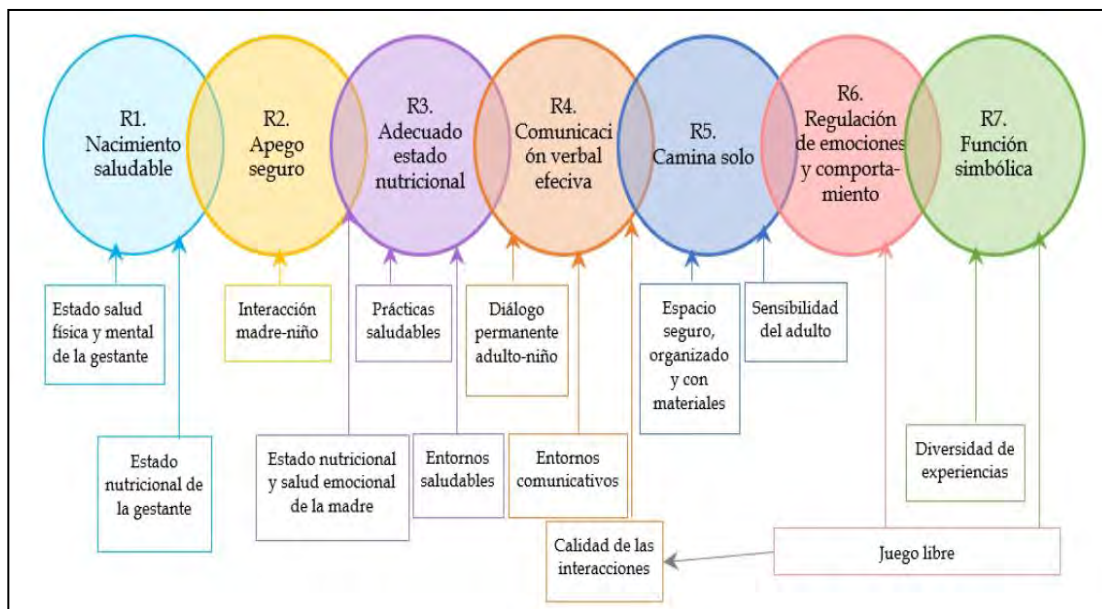 R1.
Nacimiento
saludable
R2.
Apego
seguro
R3.
Adecuado
estado
nutricional
R4.
Comunicaci
ón verbal
efeciva
R5.
Camina solo
R6.
Regulación
de emociones
y comporta-
miento
R7.
Función
simbólica
Estado salud
física y mental
de la gestante
Interacción
madre-niño
Prácticas
saludables
Diálogo
permanente
adulto-niño
Espacio
seguro,
organizado
y con
materiales
Sensibilidad
del adulto
Estado
nutricional de
la gestante
Estado nutricional
y salud emocional
de la madre
Entornos
saludables
Entornos
comunicativos
Diversidad de
experiencias
Calidad de las
interacciones
Juego libre